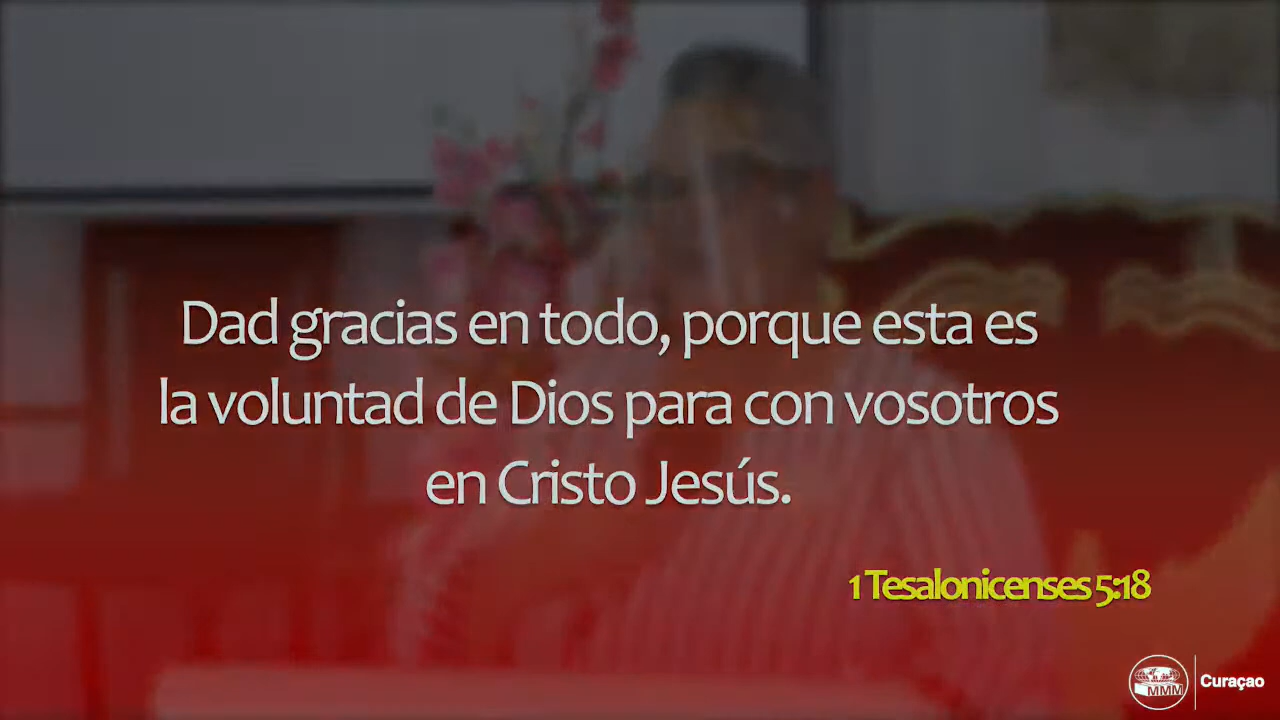 Dad gracias en todo, porque esta es
la voluntad de Dios para con vosotros
en Cristo Jesús.
1 Tesalonicenses 5:18
MMM
Curaçao